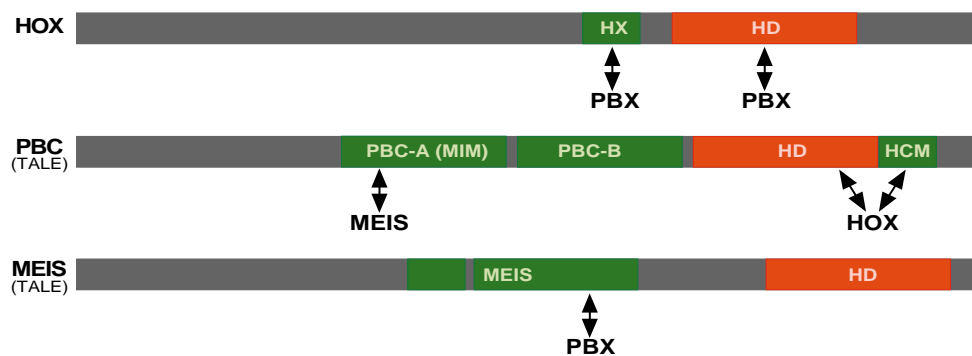 HOX HX HD
PBX PBX
PBC (TALE) PBC-A (MIM) PBC-B HD HCM
MEIS HOX
MEIS (TALE) MEIS HD
PBX